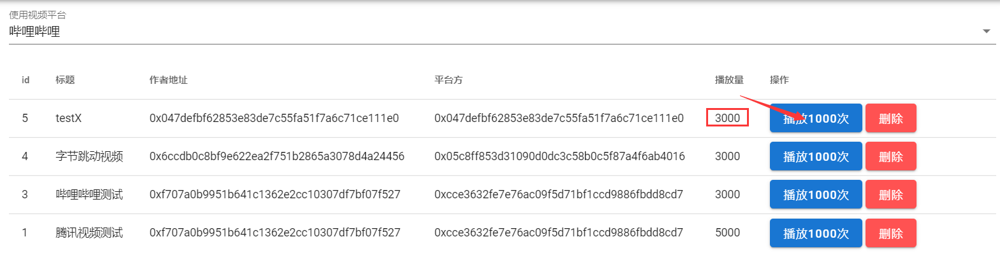 使用视频平台
哔哩哔哩
id 标题 作者地址 平台方 播放量 操作
5 testX 0x047defbf62853e83de7c55fa51f7a6c71ce111e0 0x047defbf62853e83de7c55fa51f7a6c71ce111e0 3000 播放1000次 删除
4 字节跳动视频 0x6ccdb0c8bf9e622ea2f751b2865a3078d4a24456 0x05c8ff853d31090d0dc3c58b0c5f87a4f6ab4016 3000 播放1000次 删除
3 哔哩哔哩测试 0xf707a0b9951b641c1362e2cc10307df7bf07f527 0xcce3632fe7e76ac09f5d71bf1ccd9886fbdd8cd7 3000 播放1000次 删除
1 腾讯视频测试 0xf707a0b9951b641c1362e2cc10307df7bf07f527 0xcce3632fe7e76ac09f5d71bf1ccd9886fbdd8cd7 5000 播放1000次 删除